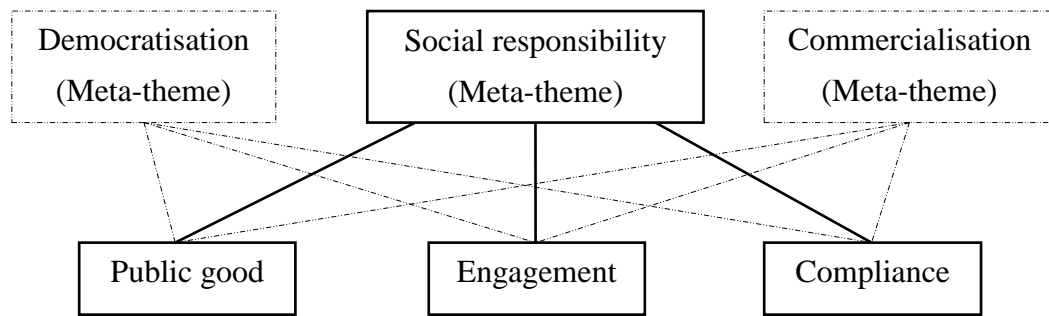 Democratisation
(Meta-theme)
Social responsibility
(Meta-theme)
Commercialisation
(Meta-theme)
Public good
Engagement
Compliance